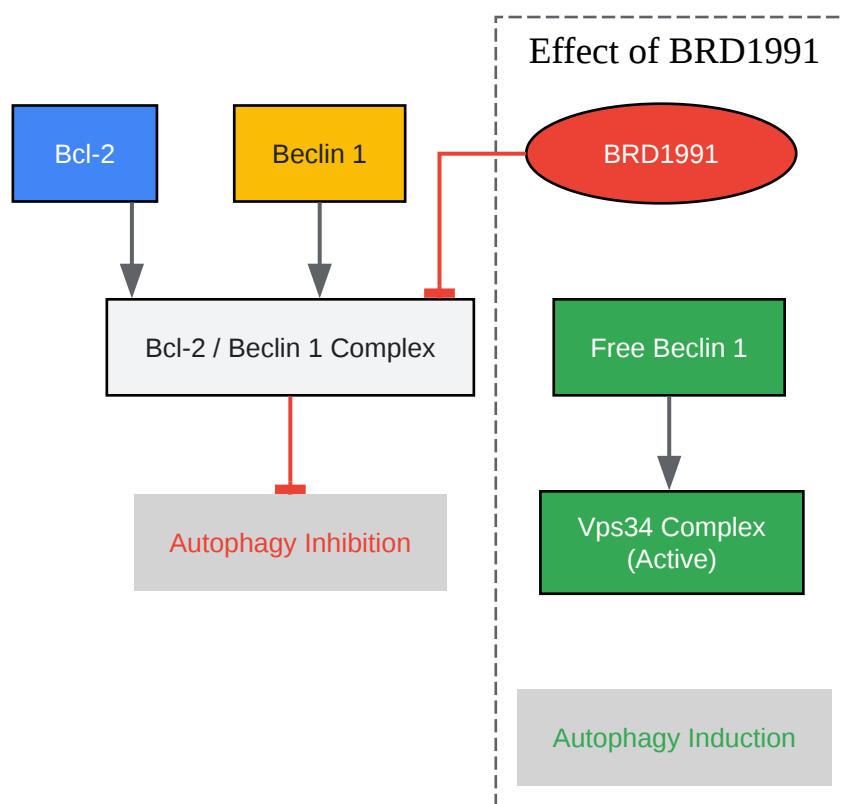 Effect of BRD1991
Bcl-2
Beclin 1
BRD1991
Bcl-2 / Beclin 1 Complex
Free Beclin 1
Autophagy Inhibition
Vps34 Complex
(Active)
Autophagy Induction